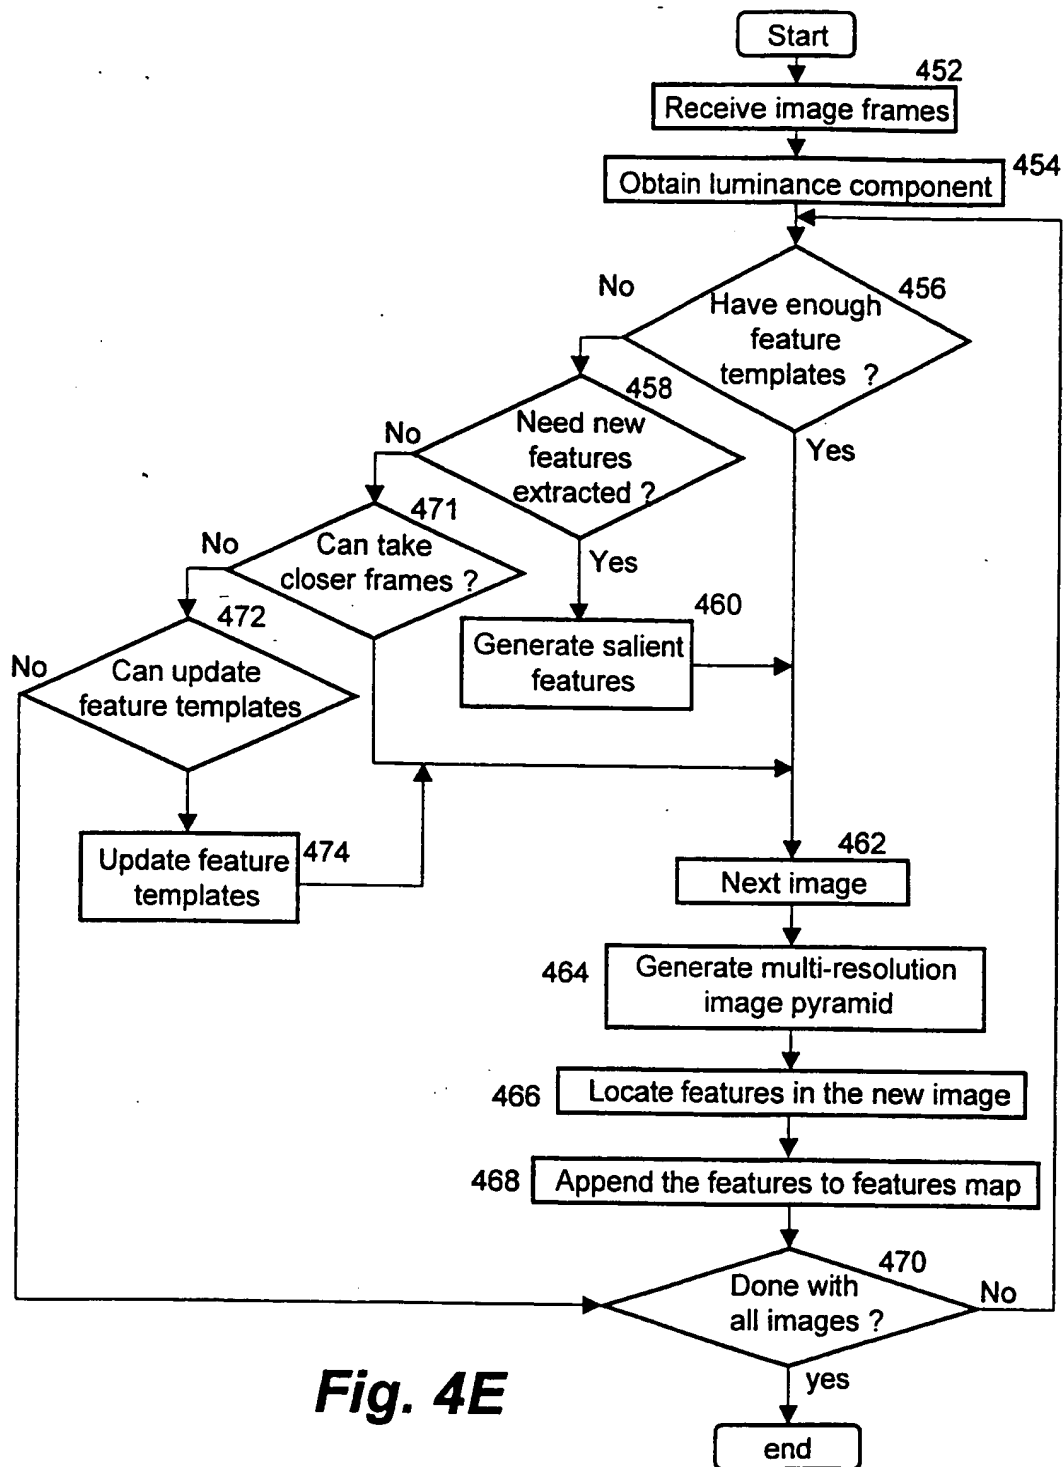 Start
452
Receive image frames
454
Obtain luminance component
456
No
Have enough
feature
templates ?
Yes
458
No
Need new
features
extracted ?
Yes
471
No
Can take
closer frames ?
460
Generate salient
features
472
No
Can update
feature templates
474
Update feature
templates
462
Next image
464
Generate multi-resolution
image pyramid
466
Locate features in the new image
468
Append the features to features map
470
Done with
all images ?
No
yes
Fig. 4E
end